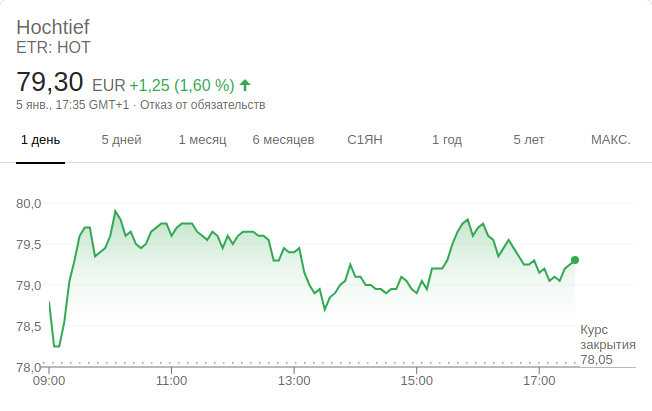 Hochtief
ETR: HOT
79,30 EUR +1,25 (1,60 %)
5 янв., 17:35 GMT+1 · Отказ от обязательств
1 день 5 дней 1 месяц 6 месяцев С1ЯН 1 год 5 лет МАКС.
80,0
79,5
79,0
78,5
78,0
Курс
закрытия
78,05
09:00 11:00 13:00 15:00 17:00